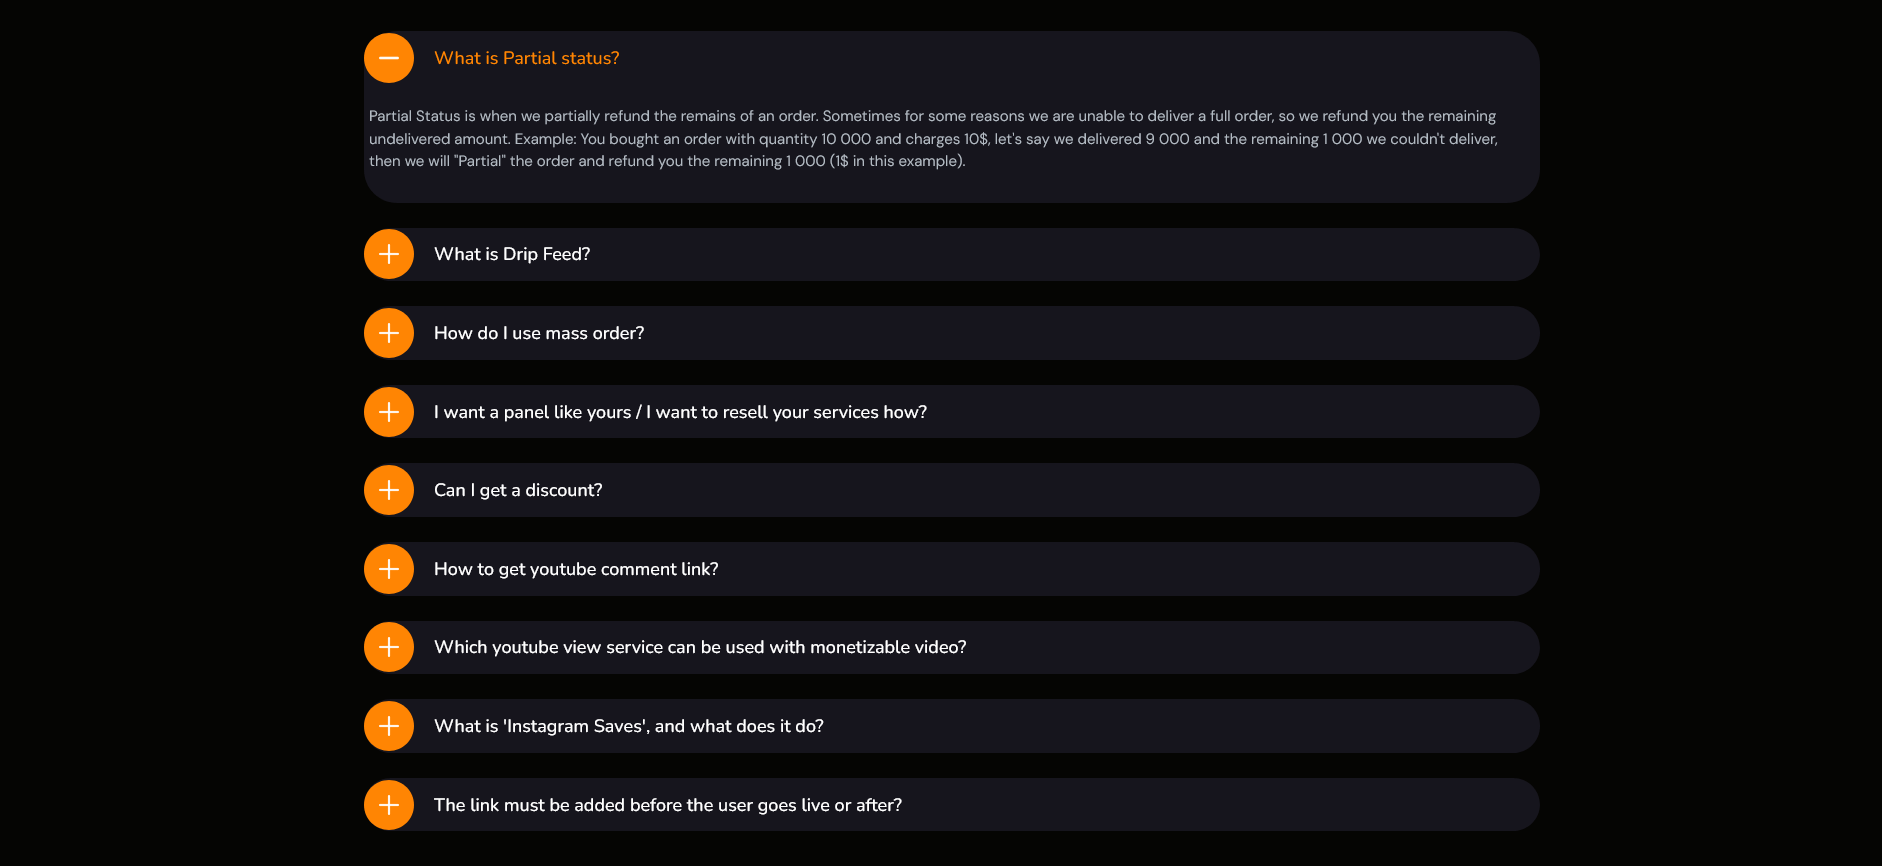 What is Partial status?
Partial Status is when we partially refund the remains of an order. Sometimes for some reasons we are unable to deliver a full order, so we refund you the remaining
undelivered amount. Example: You bought an order with quantity 10 000 and charges 10$, let's say we delivered 9 000 and the remaining 1 000 we couldn't deliver,
then we will "Partial" the order and refund you the remaining 1 000 (1$ in this example).
What is Drip Feed?
How do I use mass order?
I want a panel like yours / I want to resell your services how?
Can I get a discount?
How to get youtube comment link?
Which youtube view service can be used with monetizable video?
What is 'Instagram Saves', and what does it do?
The link must be added before the user goes live or after?